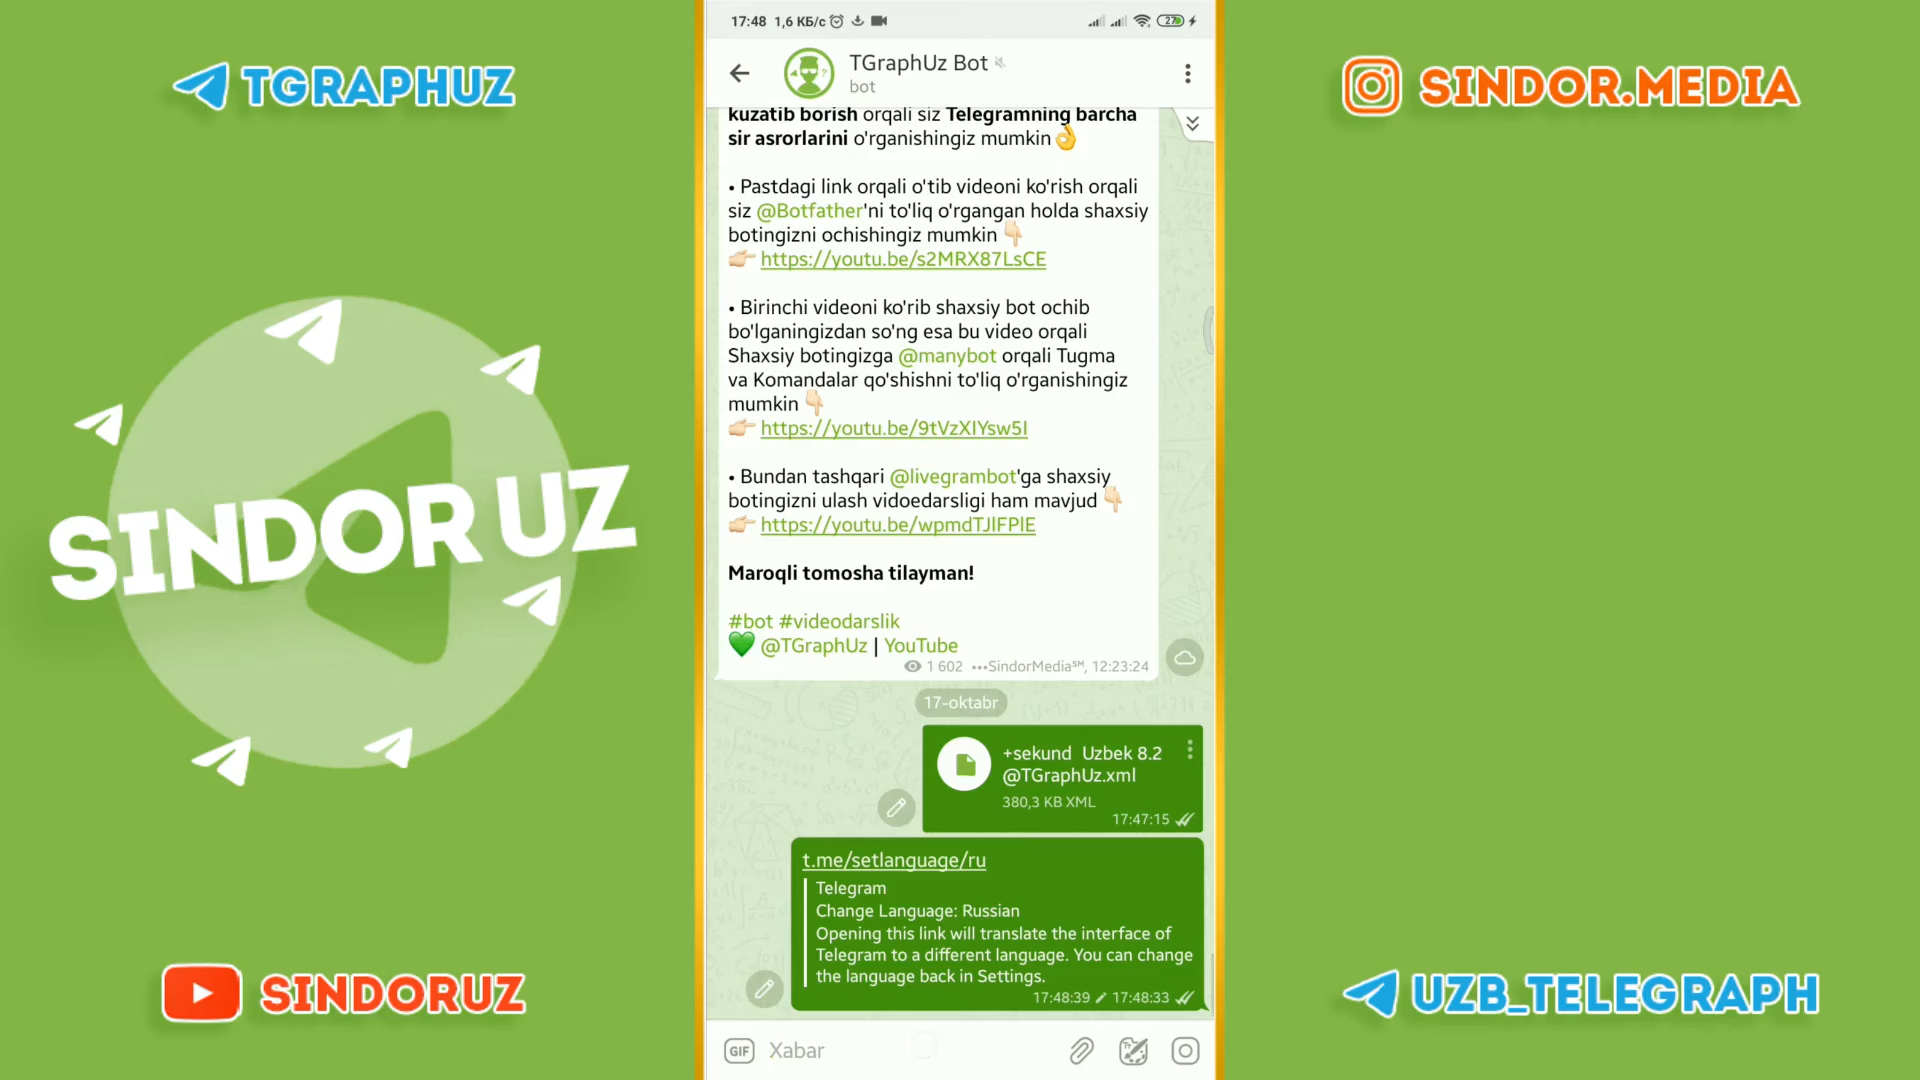 17:48 1,6 КБ/с
27
TGRAPHUZ
SINDOR.MEDIA
TGraphUz Bot
bot
kuzatib borish orqali siz Telegramning barcha
sir asrorlarini o'rganishingiz mumkin👌
• Pastdagi link orqali o'tib videoni ko'rish orqali
siz @Botfather'ni to'liq o'rgangan holda shaxsiy
botingizni ochishingiz mumkin👇🏻
👉🏻 https://youtu.be/s2MRX87LsCE
• Birinchi videoni ko'rib shaxsiy bot ochib
bo'lganingizdan so'ng esa bu video orqali
Shaxsiy botingizga @manybot orqali Tugma
va Komandalar qo'shishni to'liq o'rganishingiz
mumkin👇🏻
👉🏻 https://youtu.be/9tVzXIYsw5I
• Bundan tashqari @livegrambot'ga shaxsiy
botingizni ulash vidoedarsligi ham mavjud👇🏻
👉🏻 https://youtu.be/wpmdTJlFPlE
Maroqli tomosha tilayman!
#bot #videodarslik
💚 @TGraphUz | YouTube
1 602 •••SindorMedia℠, 12:23:24
17-oktabr
+sekund Uzbek 8.2
@TGraphUz.xml
380,3 KB XML
17:47:15
t.me/setlanguage/ru
Telegram
Change Language: Russian
Opening this link will translate the interface of
Telegram to a different language. You can change
the language back in Settings.
17:48:39 17:48:33
GIF Xabar
SINDOR UZ
SINDORUZ
UZB_TELEGRAPH